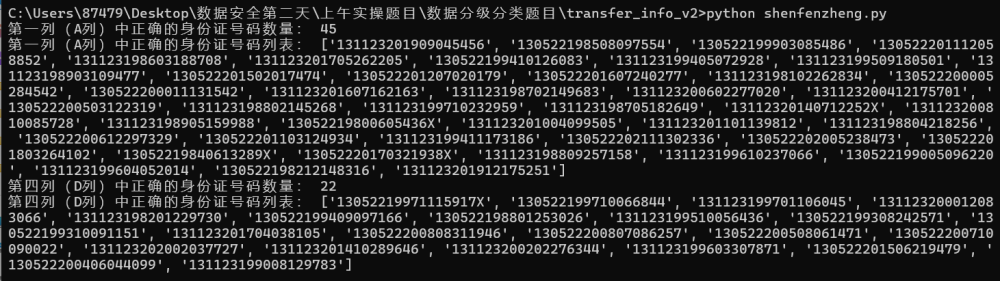 C:\Users\87479\Desktop\数据安全第二天\上午实操题目\数据分级分类题目\transfer_info_v2>python shenfenzheng.py
第一列 (A列) 中正确的身份证号码数量： 45
第一列 (A列) 中正确的身份证号码列表： ['131123201909045456', '130522198508097554', '130522199903085486', '13052220111205
8852', '131123198603188708', '131123201705262205', '130522199410126083', '131123199405072928', '131123199509180501', '13
1123198903109477', '130522201502017474', '130522201207020179', '130522201607240277', '131123198102262834', '130522200005
284542', '130522200011131542', '131123201607162163', '131123198702149683', '131123200602277020', '131123200412175701', '
130522200503122319', '131123198802145268', '131123199710232959', '131123198705182649', '13112320140712252X', '1311232008
10085728', '131123198905159988', '13052219800605436X', '131123201004099505', '131123201101139812', '131123198804218256',
 '130522200612297329', '130522201103124934', '131123199411173186', '130522202111302336', '130522202005238473', '13052220
1803264102', '13052219840613289X', '13052220170321938X', '131123198809257158', '131123199610237066', '130522199005096220
', '131123199604052014', '130522198212148316', '131123201912175251']
第四列 (D列) 中正确的身份证号码数量： 22
第四列 (D列) 中正确的身份证号码列表： ['13052219971115917X', '130522199710066844', '131123199701106045', '13112320001208
3066', '131123198201229730', '130522199409097166', '130522198801253026', '131123199510056436', '130522199308242571', '13
0522199310091151', '131123201704038105', '130522200808311946', '130522200807086257', '130522200508061471', '130522200710
090022', '131123202002037727', '131123201410289646', '131123200202276344', '131123199603307871', '130522201506219479', '
130522200406044099', '131123199008129783']